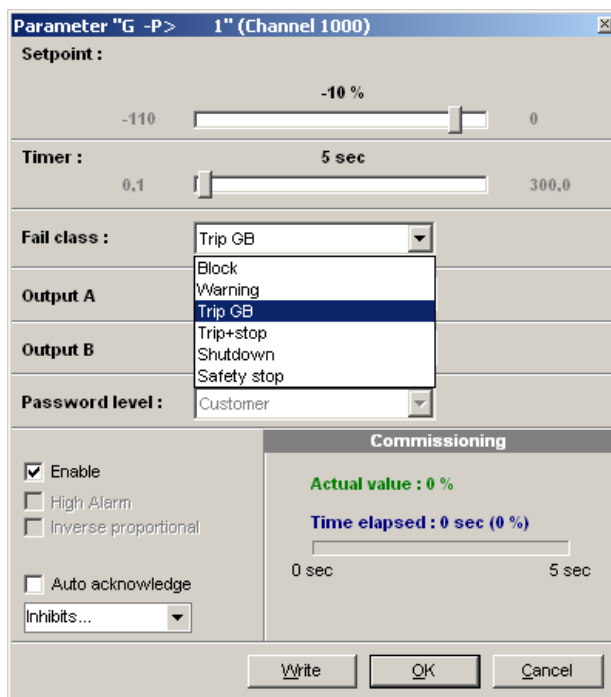 Parameter "G -P> 1" (Channel 1000)
Setpoint :
-10 %
-110 0
Timer :
5 sec
0,1 300,0
Fail class :
Trip GB
Block
Warning
Trip GB
Trip+stop
Shutdown
Safety stop
Output A
Output B
Password level :
Customer
Enable
High Alarm
Inverse proportional
Auto acknowledge
Inhibits...
Commissioning
Actual value : 0 %
Time elapsed : 0 sec (0 %)
0 sec 5 sec
Write OK Cancel